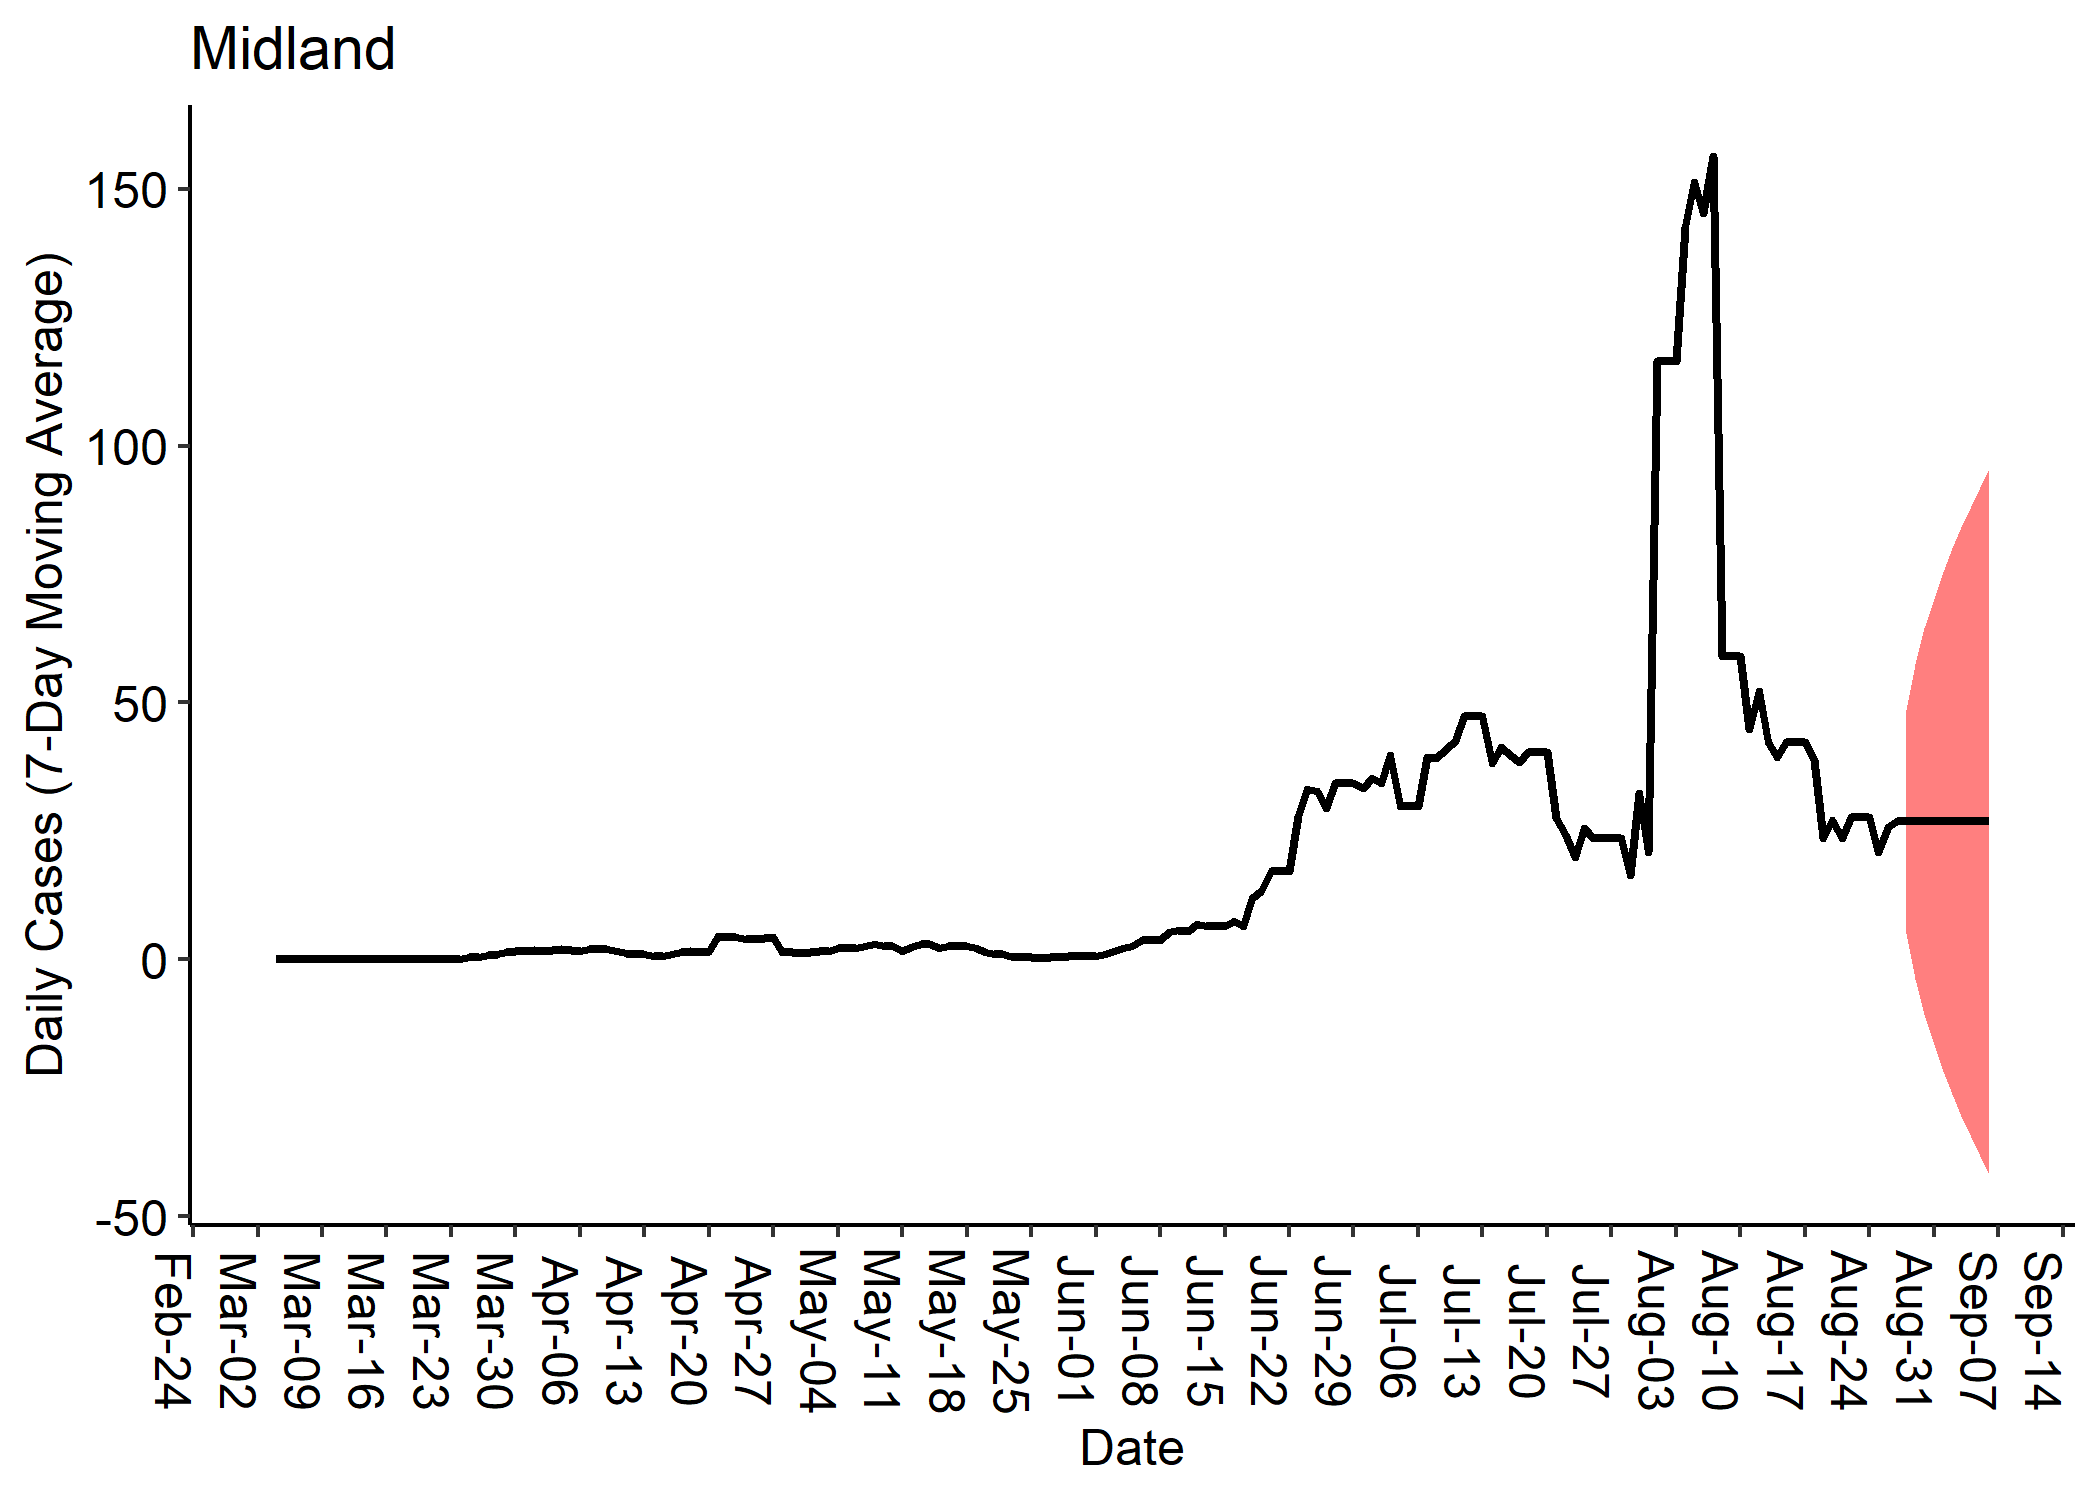 Midland
Daily Cases (7-Day Moving Average)
150
100
50
0
-50
Feb-24
Mar-02
Mar-09
Mar-16
Mar-23
Mar-30
Apr-06
Apr-13
Apr-20
Apr-27
May-04
May-11
May-18
May-25
Jun-01
Jun-08
Jun-15
Jun-22
Jun-29
Jul-06
Jul-13
Jul-20
Jul-27
Aug-03
Aug-10
Aug-17
Aug-24
Aug-31
Sep-07
Sep-14
Date